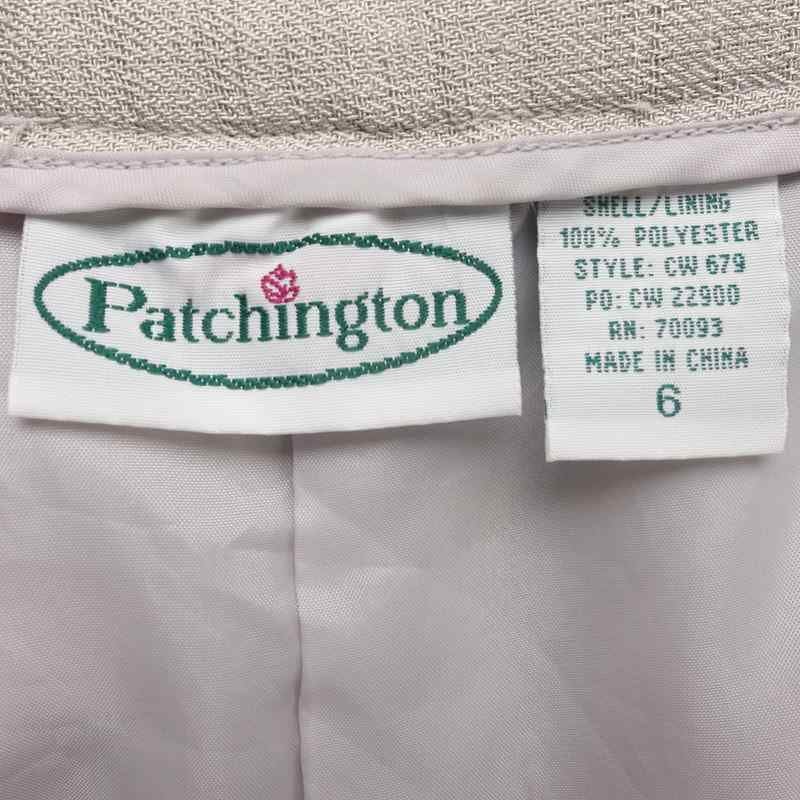 Patchington
SHELL/LINING
100% POLYESTER
STYLE: CW 679
PO: CW 22900
RN: 70093
MADE IN CHINA
6